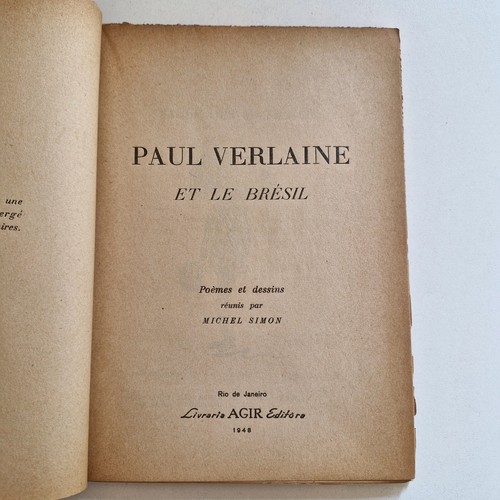 une
ergé
ires.
PAUL VERLAINE
ET LE BRÉSIL
Poèmes et dessins
réunis par
MICHEL SIMON
Rio de Janeiro
Livraria AGIR Editôra
1948